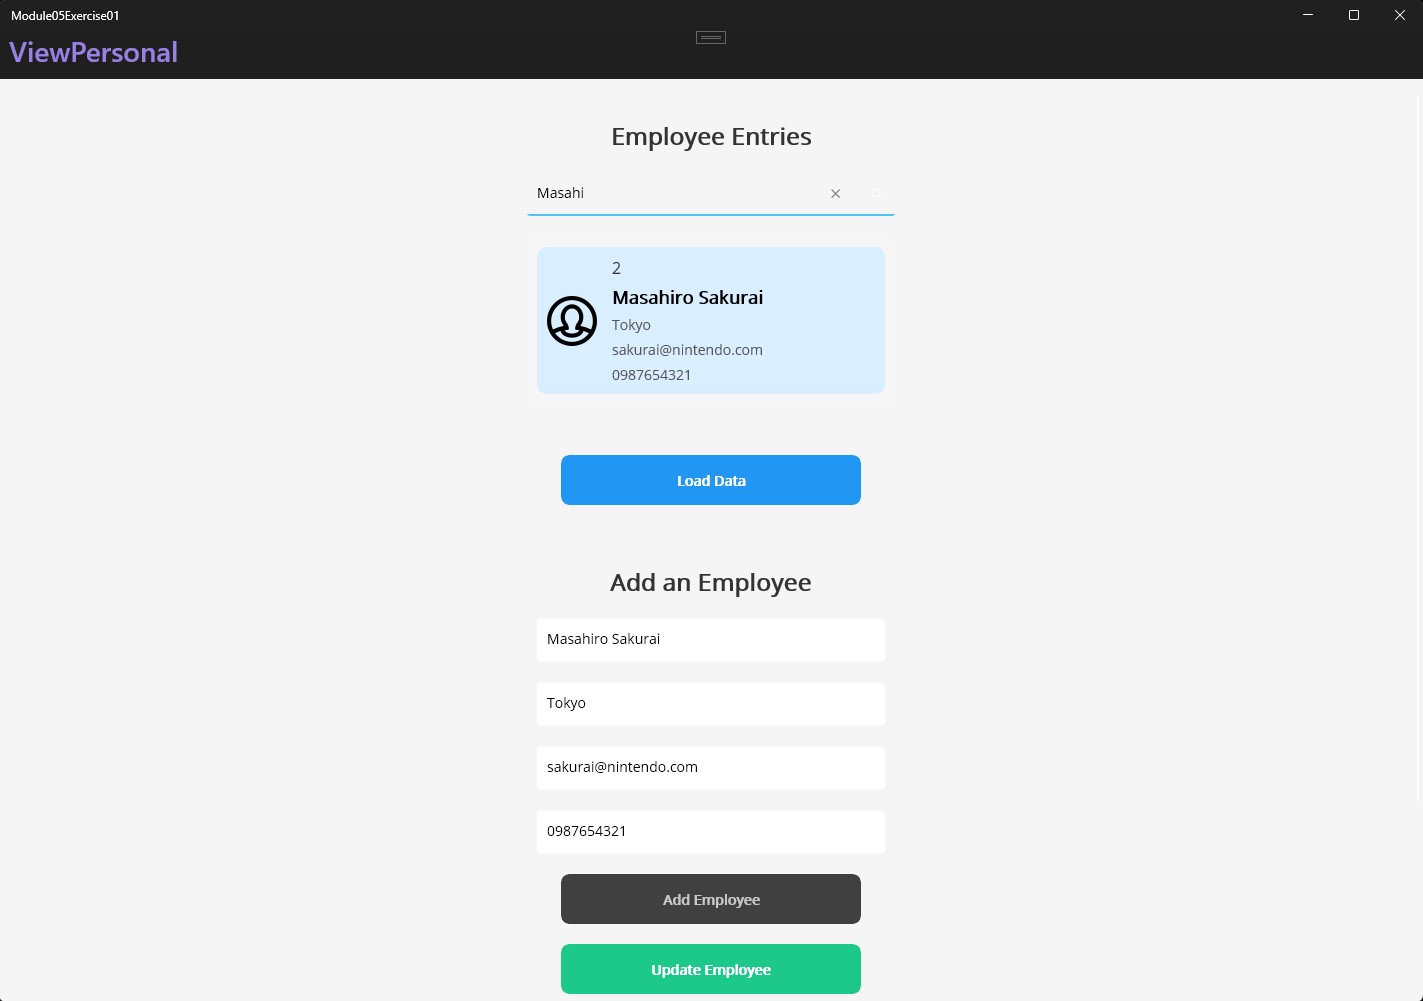 Module05Exercise01
ViewPersonal
Employee Entries
Masahi
2
Masahiro Sakurai
Tokyo
sakurai@nintendo.com
0987654321
Load Data
Add an Employee
Masahiro Sakurai
Tokyo
sakurai@nintendo.com
0987654321
Add Employee
Update Employee